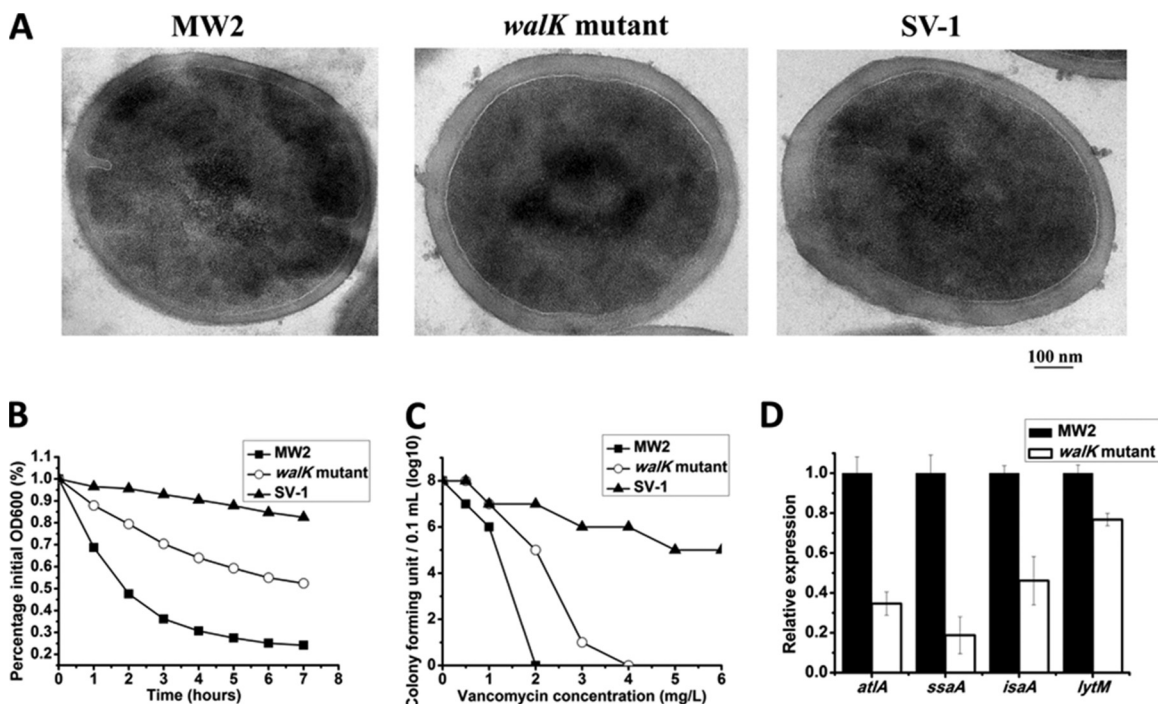 A
MW2
walK mutant
SV-1
100 nm
B
Percentage initial OD600 (%)
1.1
1.0
0.9
0.8
0.7
0.6
0.5
0.4
0.3
0.2
0 1 2 3 4 5 6 7 8
Time (hours)
MW2
walK mutant
SV-1
C
Colony forming unit / 0.1 mL (log10)
10
8
6
4
2
0
0 1 2 3 4 5 6
Vancomycin concentration (mg/L)
MW2
walK mutant
SV-1
D
MW2
walK mutant
Relative expression
1.0
0.8
0.6
0.4
0.2
0.0
atlA ssaA isaA lytM